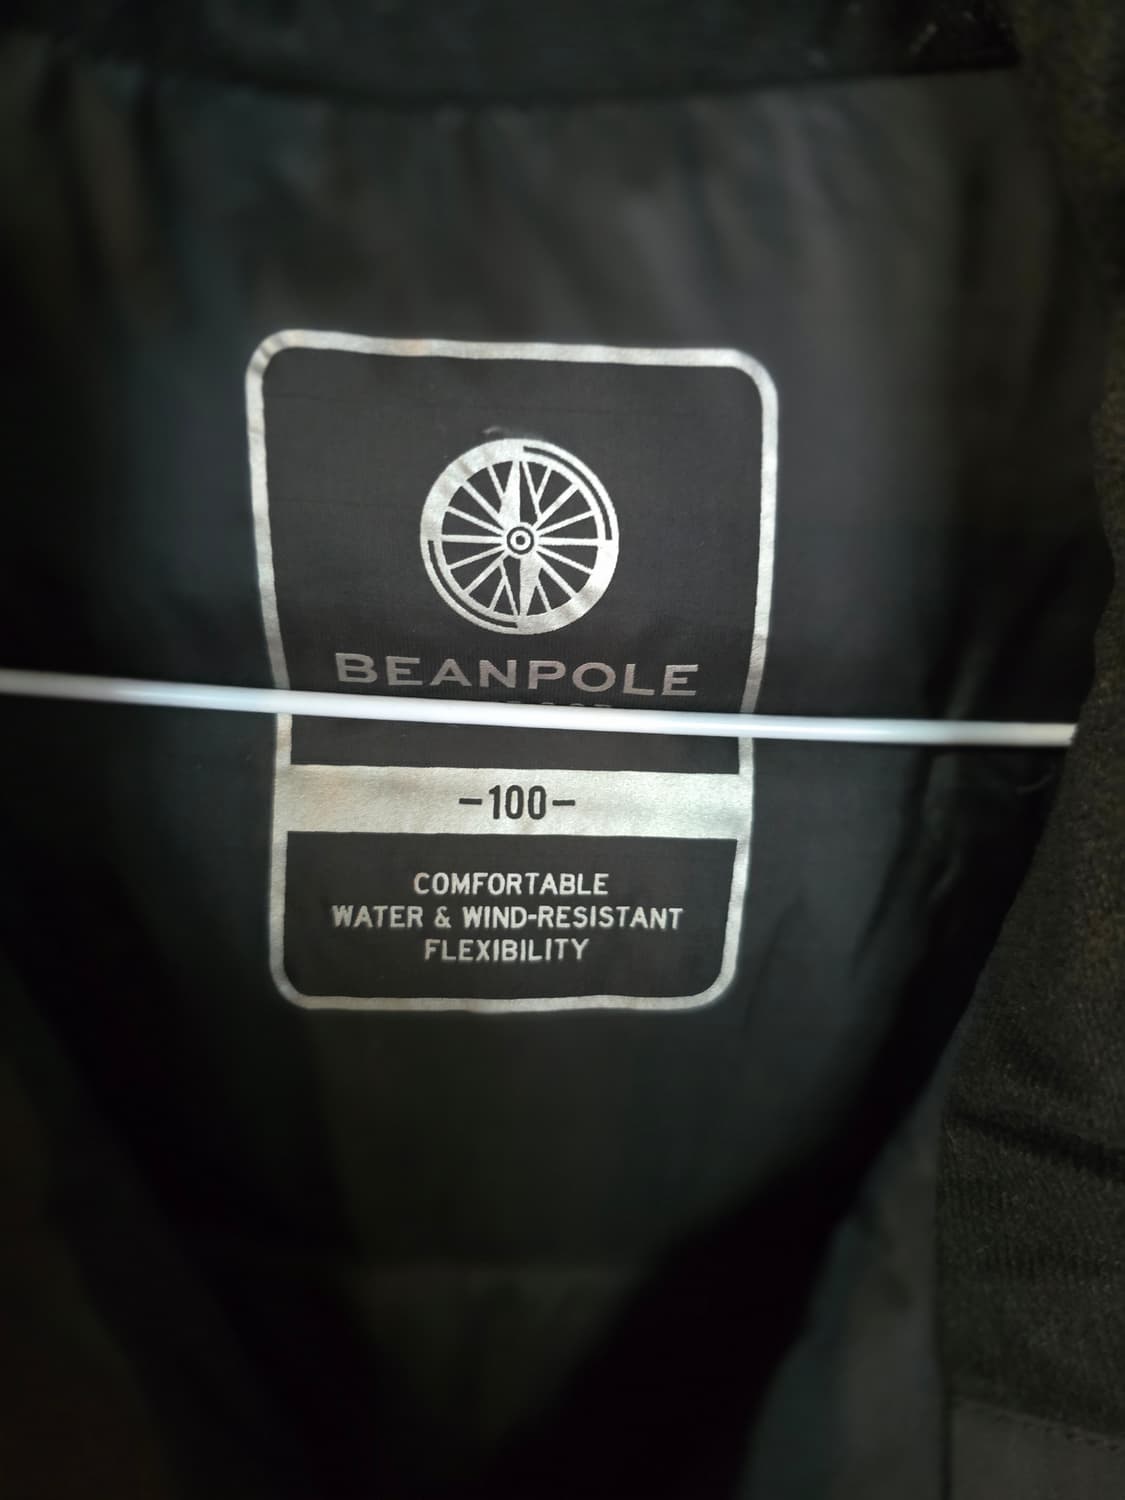 BEANPOLE
-100-
COMFORTABLE
WATER & WIND-RESISTANT
FLEXIBILITY